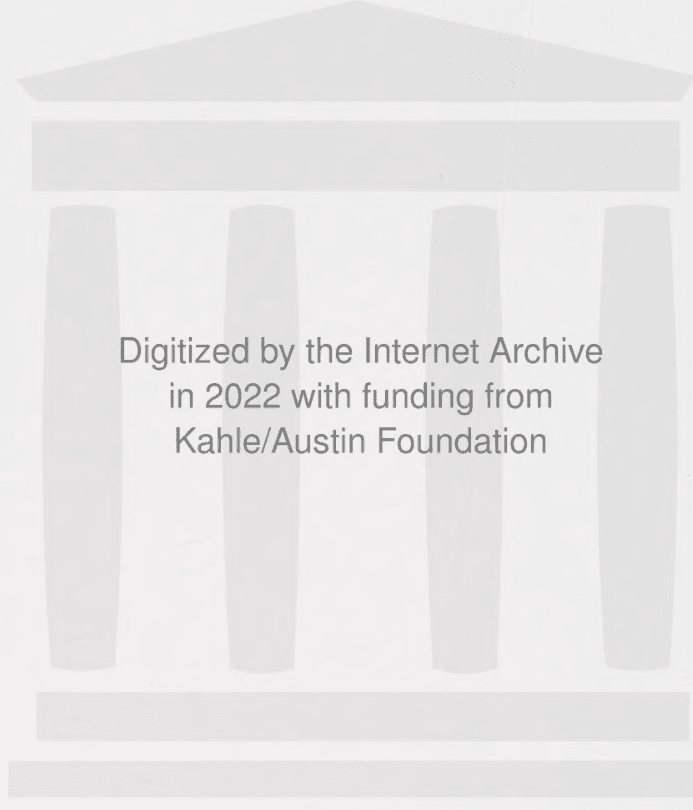 Digitized by the Internet Archive
in 2022 with funding from
Kahle/Austin Foundation